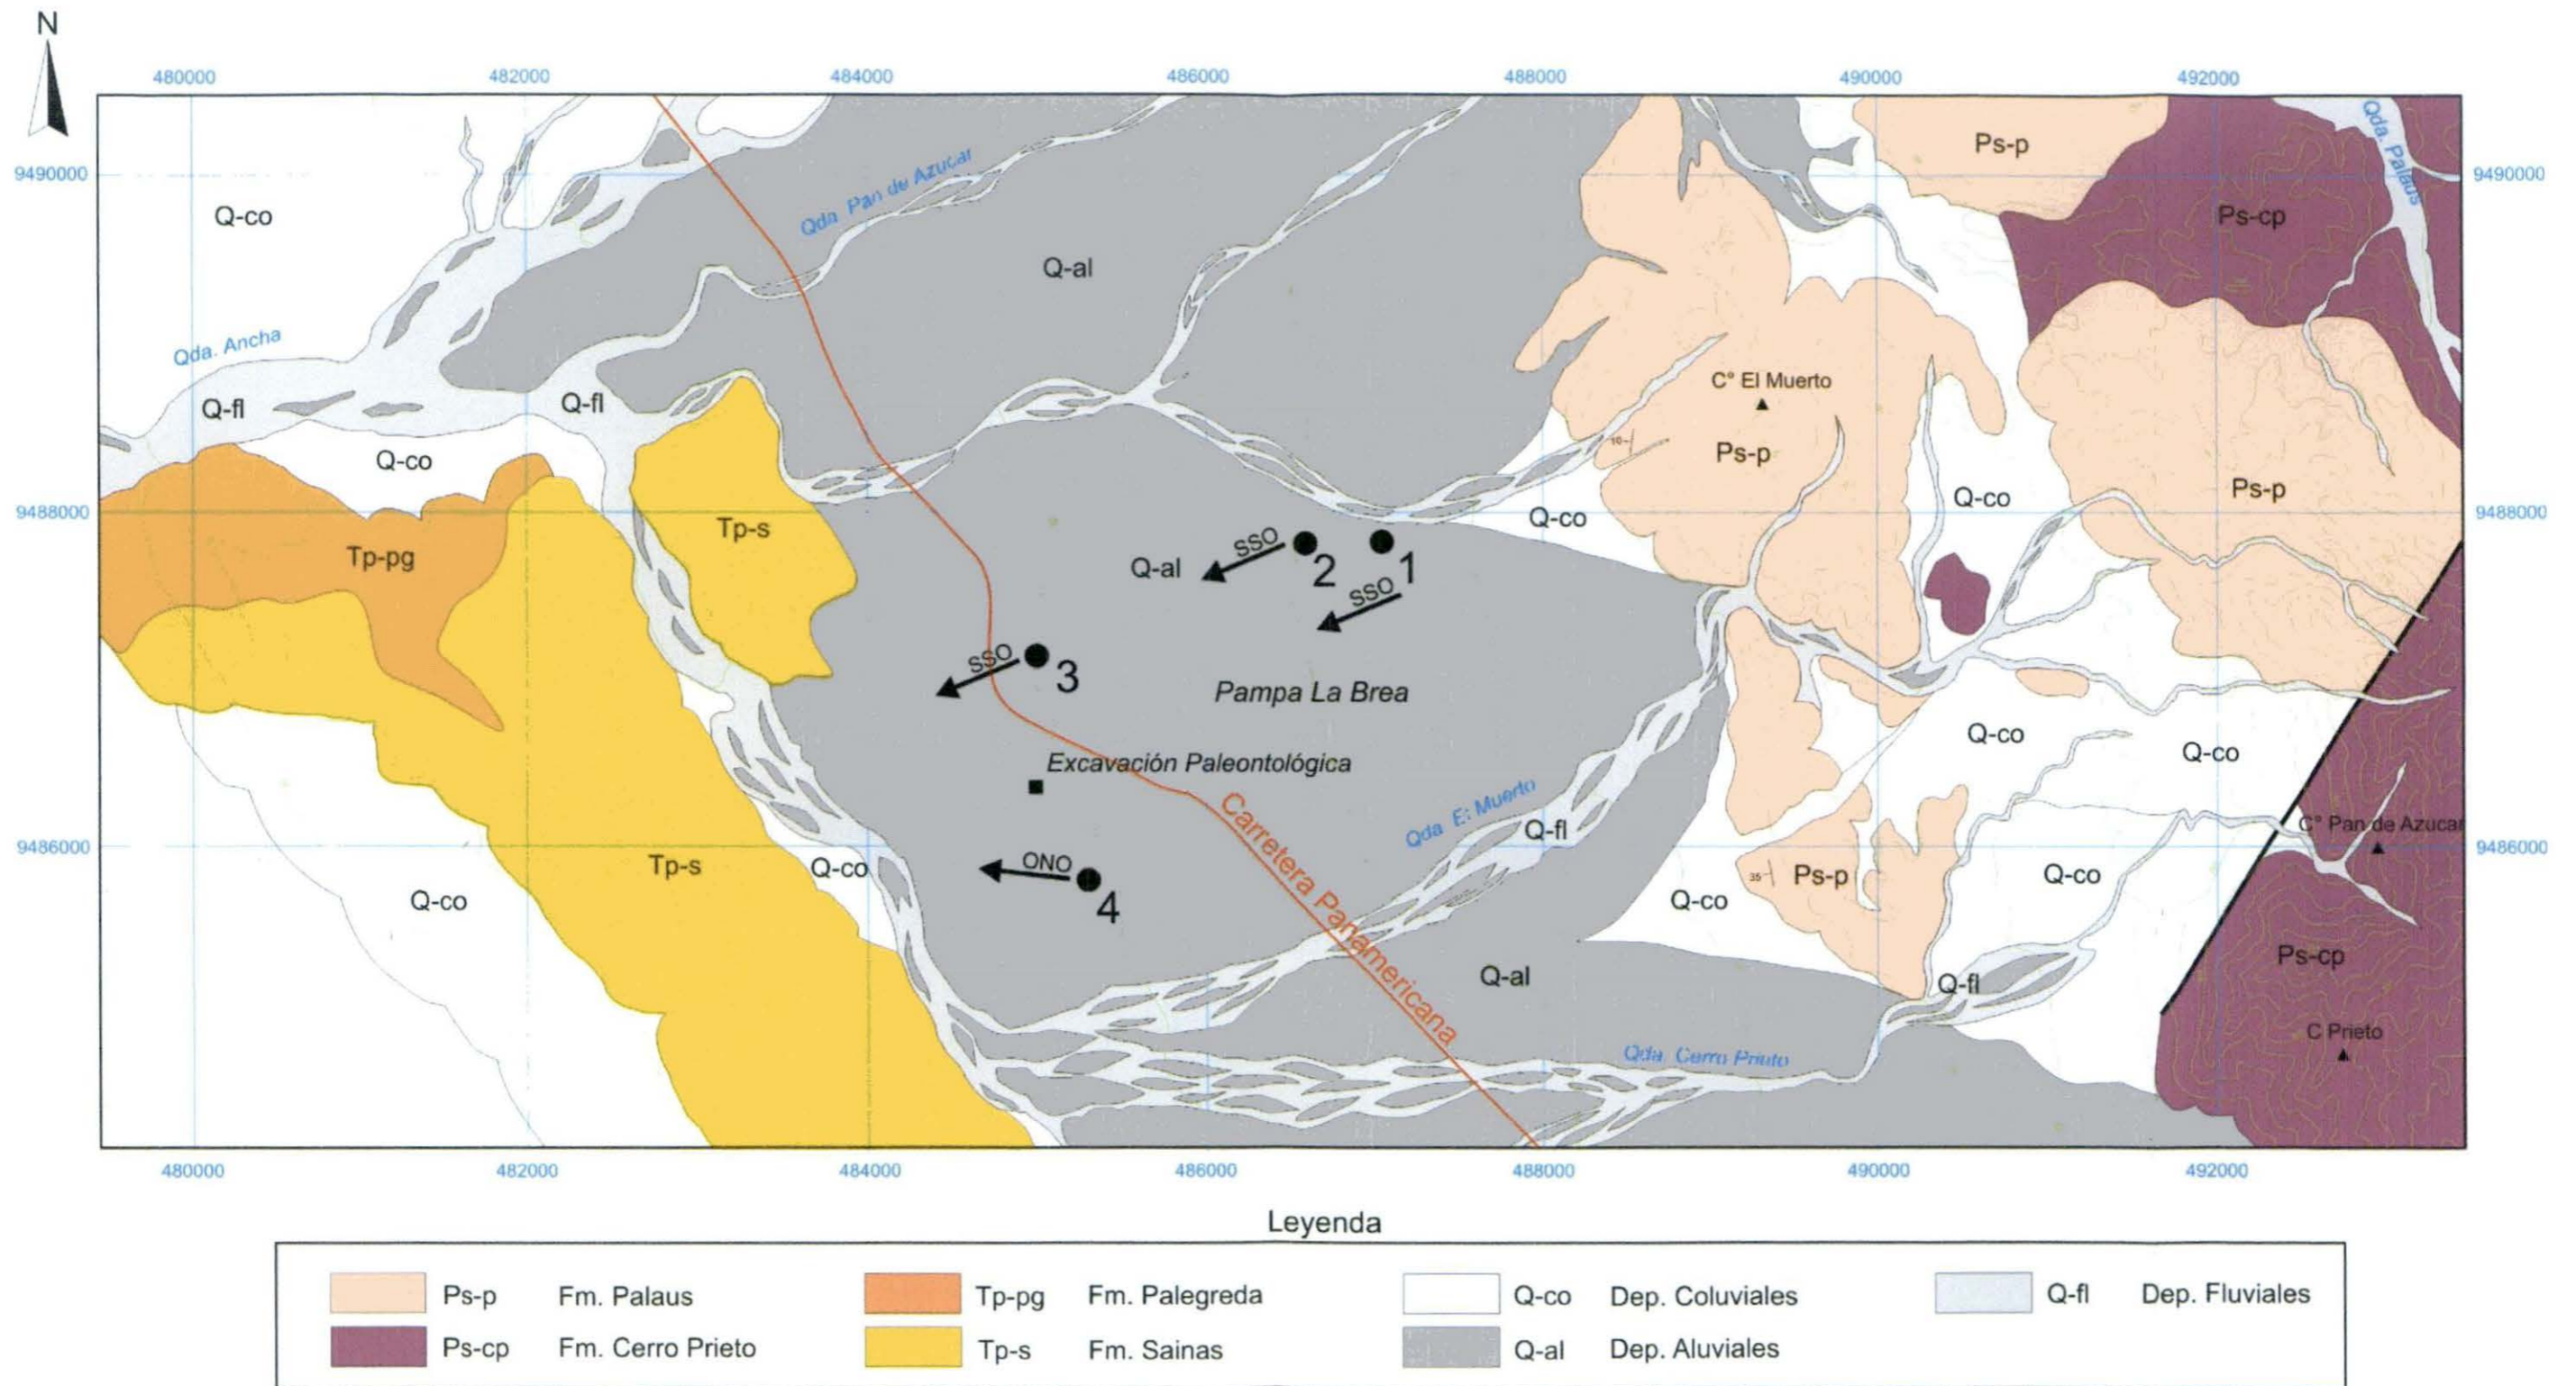 N
480000 482000 484000 486000 488000 490000 492000
9490000 9490000
Qda. Palaus
Ps-p
Qda. Pan de Azucar
Q-co
Ps-cp
Q-al
Qda. Ancha
C° El Muerto
Q-fl Q-fl
Q-co Ps-p
Ps-p
Q-co
9488000 9488000
Q-co
Tp-s
SSO
2 1
Tp-pg
Q-al
SSO
SSO
3
Pampa La Brea
Q-co
Q-co
Excavación Paleontológica
Carretera Panamericana
Qda. El Muerto
Q-fl
C° Pan de Azucar
9486000 9486000
Tp-s
Q-co
ONO
4
Ps-p
35
10
Q-co
Q-co
Q-co
Ps-cp
Q-al
Q-fl
C Prieto
Qda. Cerro Prieto
480000 482000 484000 486000 488000 490000 492000
Leyenda
Ps-p Fm. Palaus
Tp-pg Fm. Palegreda
Q-co Dep. Coluviales
Q-fl Dep. Fluviales
Ps-cp Fm. Cerro Prieto
Tp-s Fm. Sainas
Q-al Dep. Aluviales